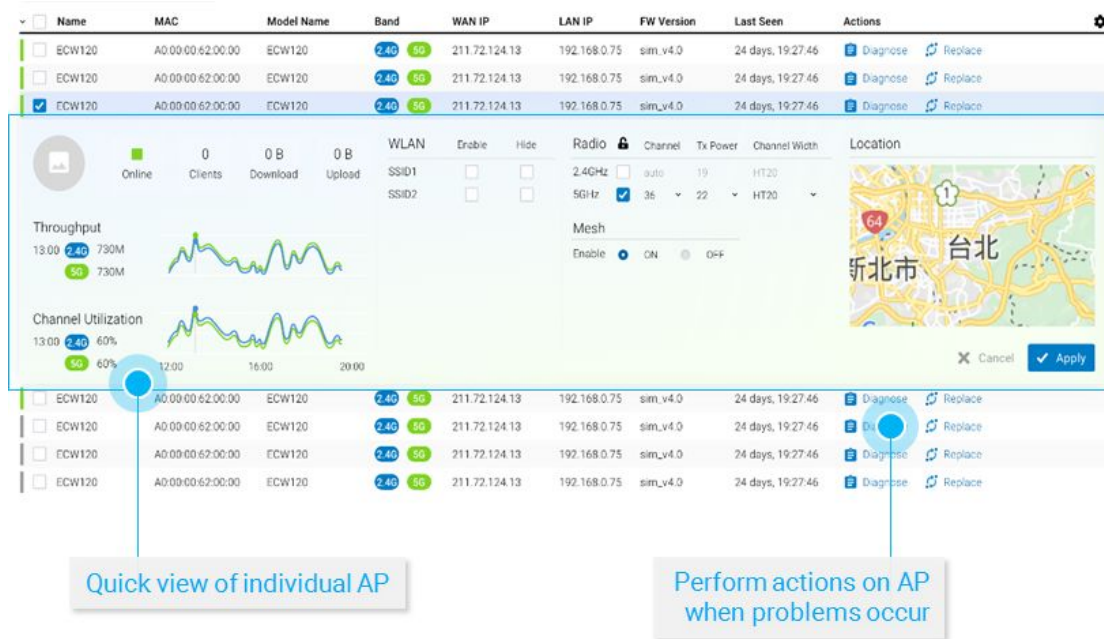 Name MAC Model Name Band WAN IP LAN IP FW Version Last Seen Actions
ECW120 A0:00:00:62:00:00 ECW120 2.4G 5G 211.72.124.13 192.168.0.75 sim_v4.0 24 days, 19:27:46 Diagnose Replace
ECW120 A0:00:00:62:00:00 ECW120 2.4G 5G 211.72.124.13 192.168.0.75 sim_v4.0 24 days, 19:27:46 Diagnose Replace
ECW120 A0:00:00:62:00:00 ECW120 2.4G 5G 211.72.124.13 192.168.0.75 sim_v4.0 24 days, 19:27:46 Diagnose Replace
0 0 B 0 B
Online Clients Download Upload
Throughput
13:00 2.4G 730M
5G 730M
Channel Utilization
13:00 2.4G 60%
5G 60%
12:00 16:00 20:00
WLAN Enable Hide
SSID1
SSID2
Radio Channel Tx Power Channel Width
2.4GHz auto 19 HT20
5GHz 36 22 HT20
Mesh
Enable ON OFF
Location
1
64
台北
新北市
Cancel Apply
ECW120 A0:00:00:62:00:00 ECW120 2.4G 5G 211.72.124.13 192.168.0.75 sim_v4.0 24 days, 19:27:46 Diagnose Replace
ECW120 A0:00:00:62:00:00 ECW120 2.4G 5G 211.72.124.13 192.168.0.75 sim_v4.0 24 days, 19:27:46 Replace
ECW120 A0:00:00:62:00:00 ECW120 2.4G 5G 211.72.124.13 192.168.0.75 sim_v4.0 24 days, 19:27:46 Diagnose Replace
ECW120 A0:00:00:62:00:00 ECW120 2.4G 5G 211.72.124.13 192.168.0.75 sim_v4.0 24 days, 19:27:46 Diagnose Replace
Quick view of individual AP
Perform actions on AP
when problems occur